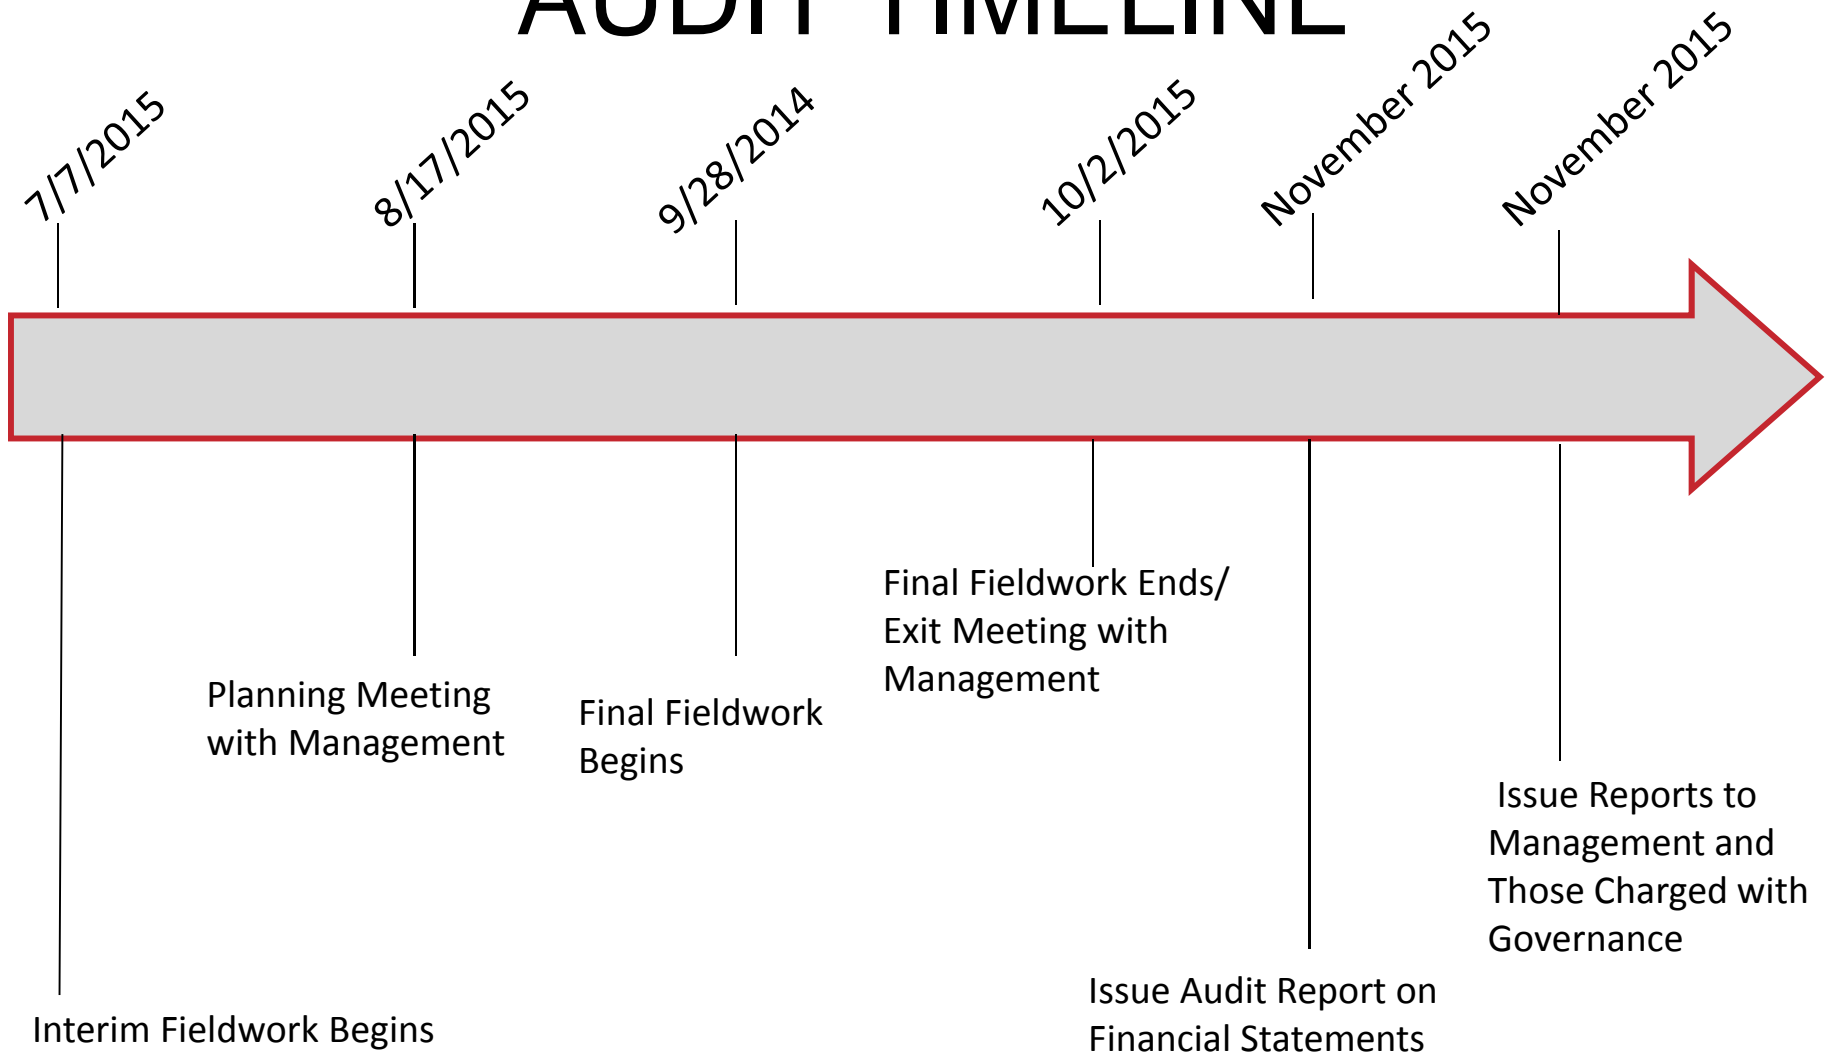 AUDIT TIMELINE
7/7/2015
8/17/2015
9/28/2014
10/2/2015
November 2015
November 2015
Final Fieldwork Ends/
Exit Meeting with
Management
Planning Meeting
with Management
Final Fieldwork
Begins
Issue Reports to
Management and
Those Charged with
Governance
Interim Fieldwork Begins
Issue Audit Report on
Financial Statements